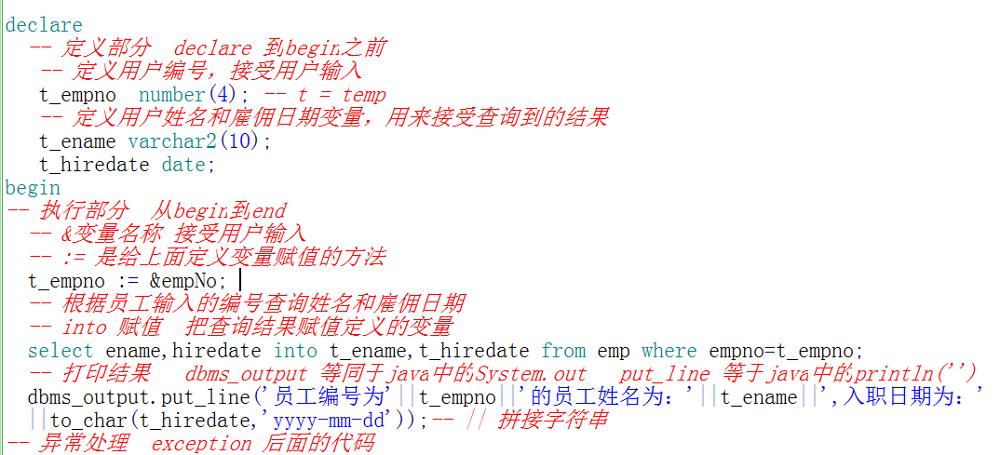 declare
-- 定义部分  declare 到begin之前
-- 定义用户编号，接受用户输入
t_empno  number(4); -- t = temp
-- 定义用户姓名和雇佣日期变量，用来接受查询到的结果
t_ename varchar2(10);
t_hiredate date;
begin
-- 执行部分  从begin到end
-- &变量名称 接受用户输入
-- := 是给上面定义变量赋值的方法
t_empno := &empNo;
-- 根据员工输入的编号查询姓名和雇佣日期
-- into 赋值  把查询结果赋值定义的变量
select ename,hiredate into t_ename,t_hiredate from emp where empno=t_empno;
-- 打印结果   dbms_output 等同于java中的System.out   put_line 等于java中的println('')
dbms_output.put_line('员工编号为'||t_empno||'的员工姓名为：'||t_ename||',入职日期为：'
||to_char(t_hiredate,'yyyy-mm-dd'));-- // 拼接字符串
-- 异常处理  exception 后面的代码